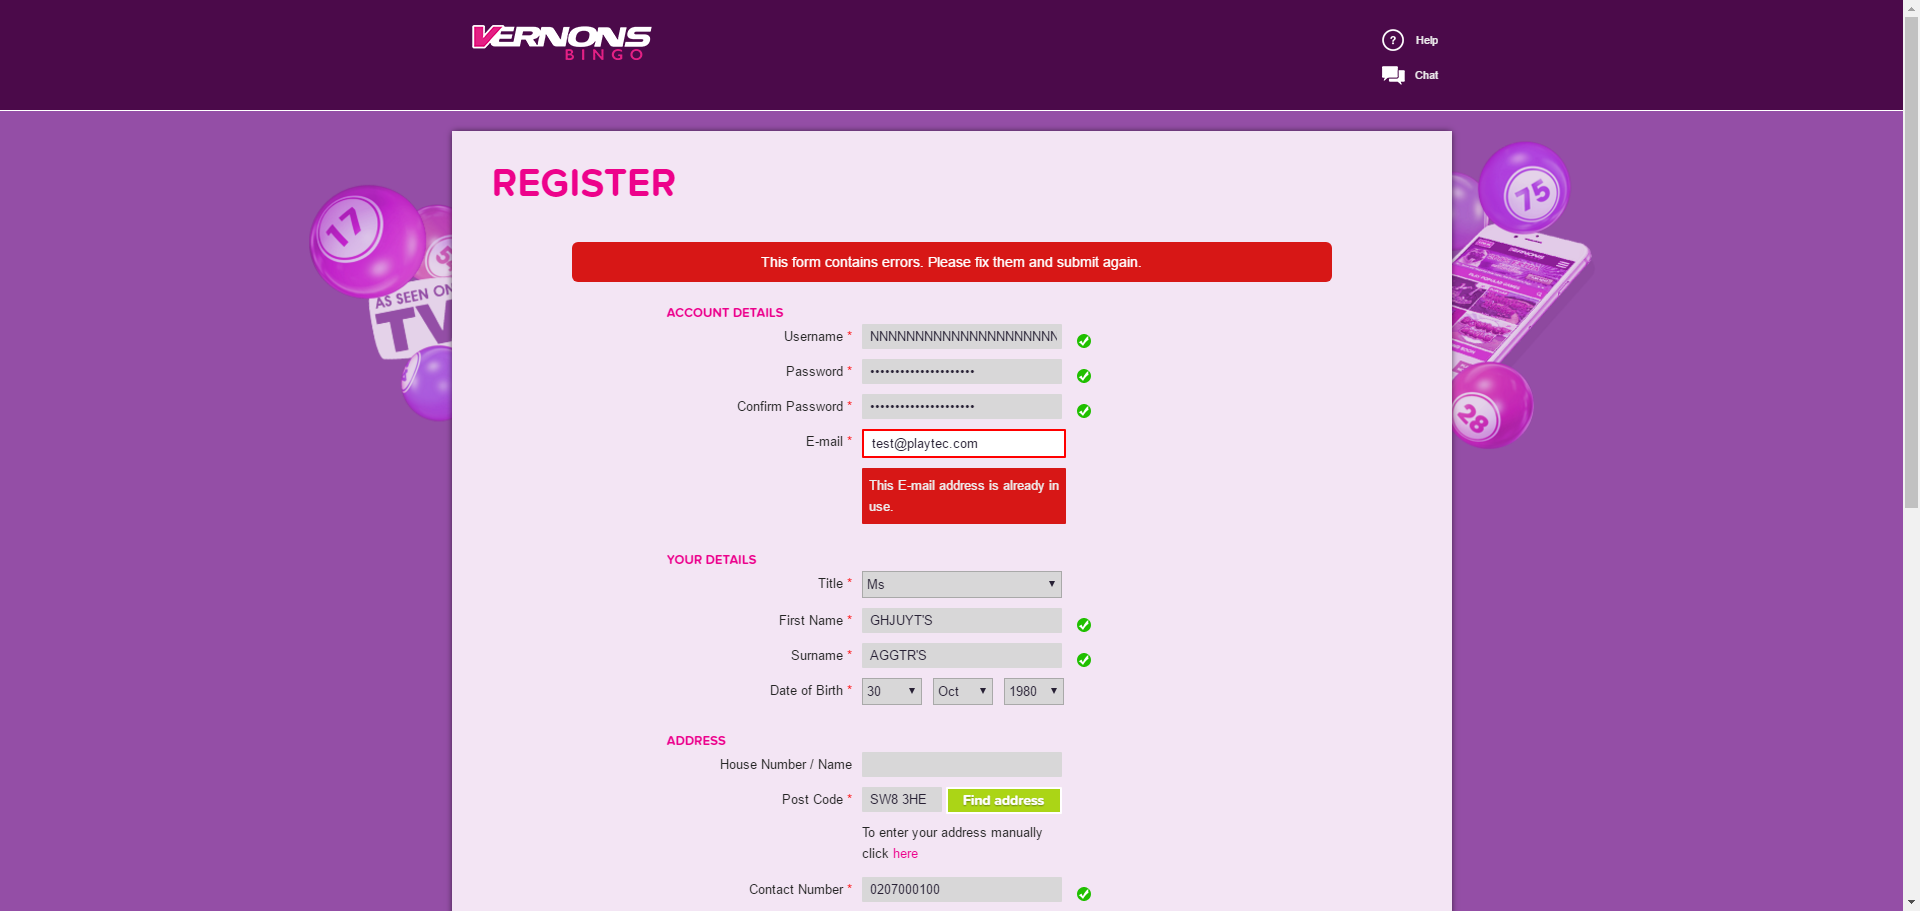 VERNONS
BINGO
? Help
Chat
REGISTER
17
75
AS SEEN ON
TV
28
This form contains errors. Please fix them and submit again.
ACCOUNT DETAILS
Username *
Password * •••••••••••••••••••••
Confirm Password * •••••••••••••••••••••
E-mail * test@playtec.com
This E-mail address is already in
use.
YOUR DETAILS
Title * Ms
First Name * GHJUYT'S
Surname * AGGTR'S
Date of Birth * 30 Oct 1980
ADDRESS
House Number / Name
Post Code * SW8 3HE Find address
To enter your address manually
click here
Contact Number * 0207000100